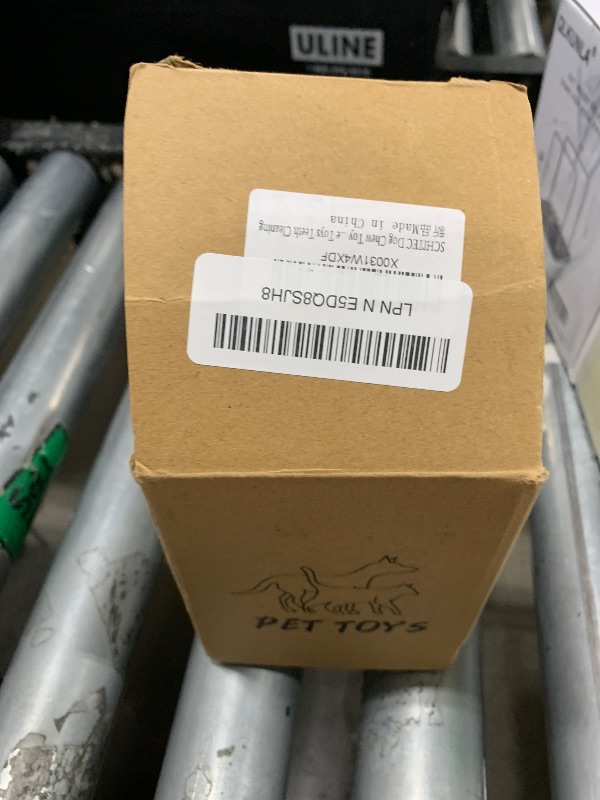 ULINE
X0031W4XDF
SCHITEC Dog Chew Toy ...e Toys Teeth Cleaning
新品Made in China
LPN N E5DQ8SJH8
PET TOYS